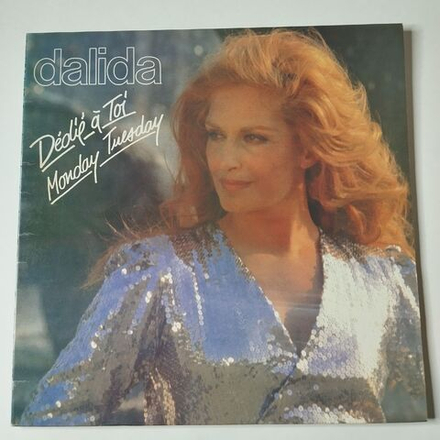 dalida
Dédié à Toi
Monday Tuesday